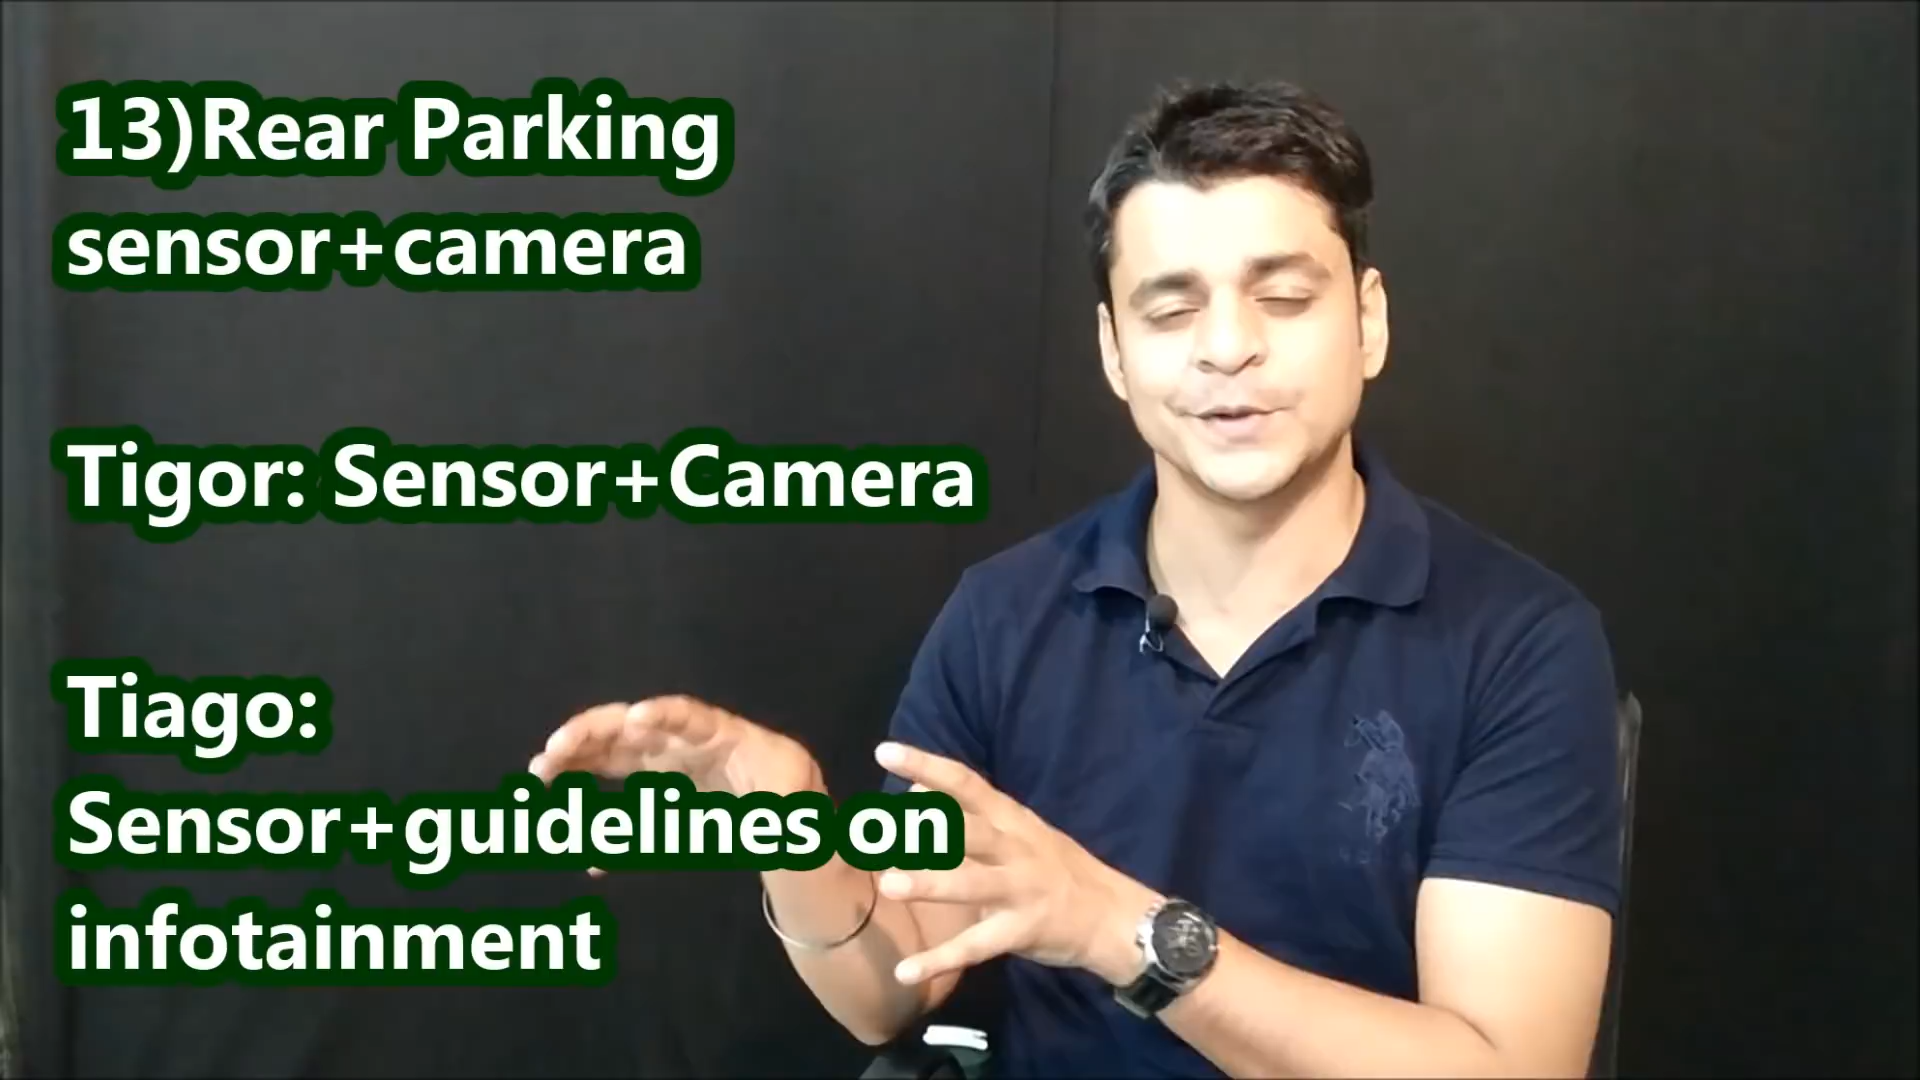 13)Rear Parking
sensor+camera
Tigor: Sensor+Camera
Tiago:
Sensor+guidelines on
infotainment